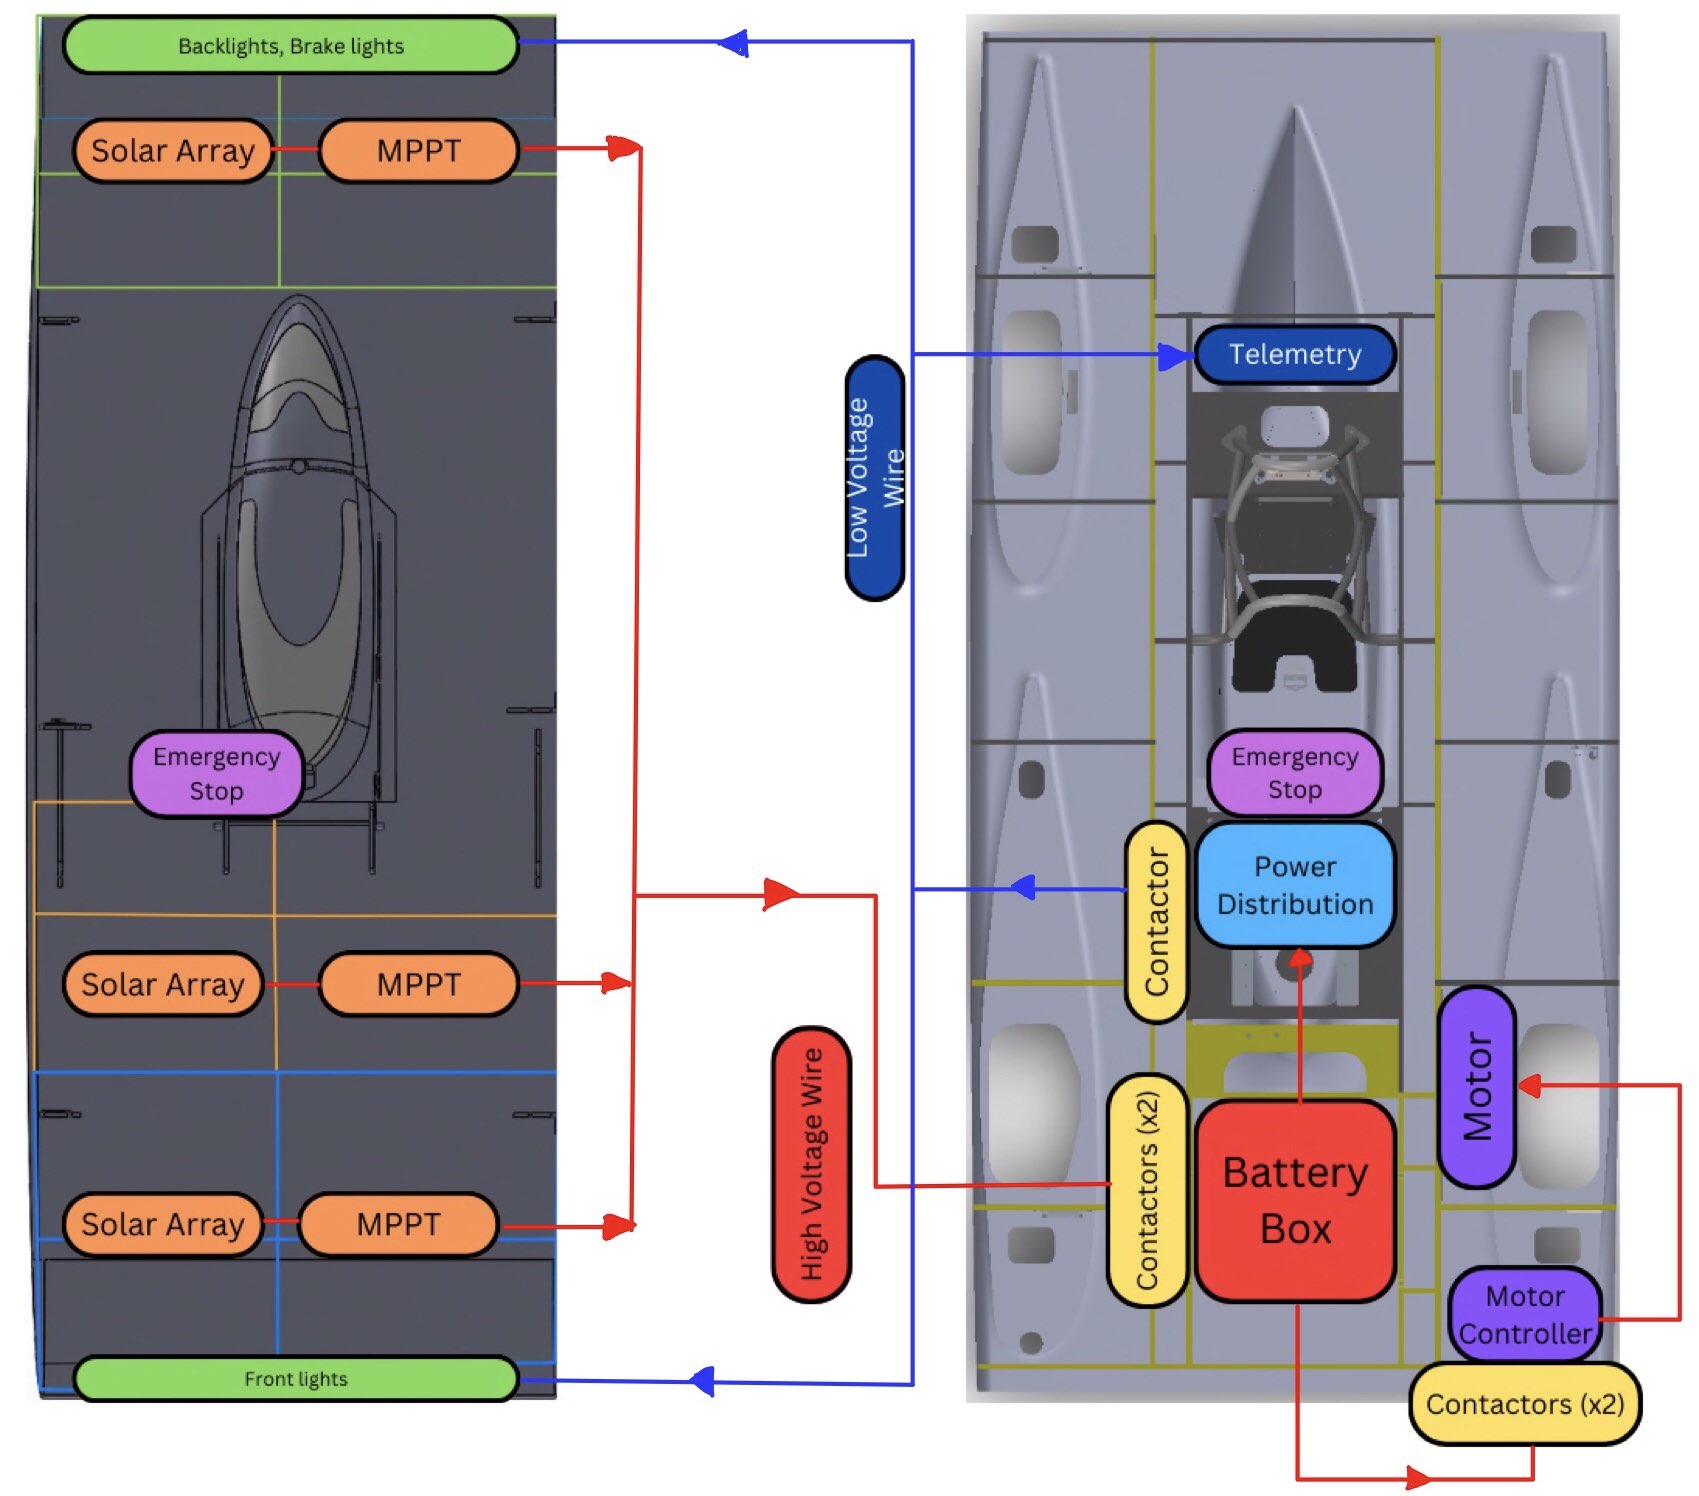 Backlights, Brake lights
Solar Array
MPPT
Telemetry
Low Voltage
Wire
Emergency
Stop
Emergency
Stop
Contactor
Power
Distribution
Solar Array
MPPT
Motor
High Voltage Wire
Contactors (x2)
Battery
Box
Solar Array
MPPT
Motor
Controller
Front lights
Contactors (x2)